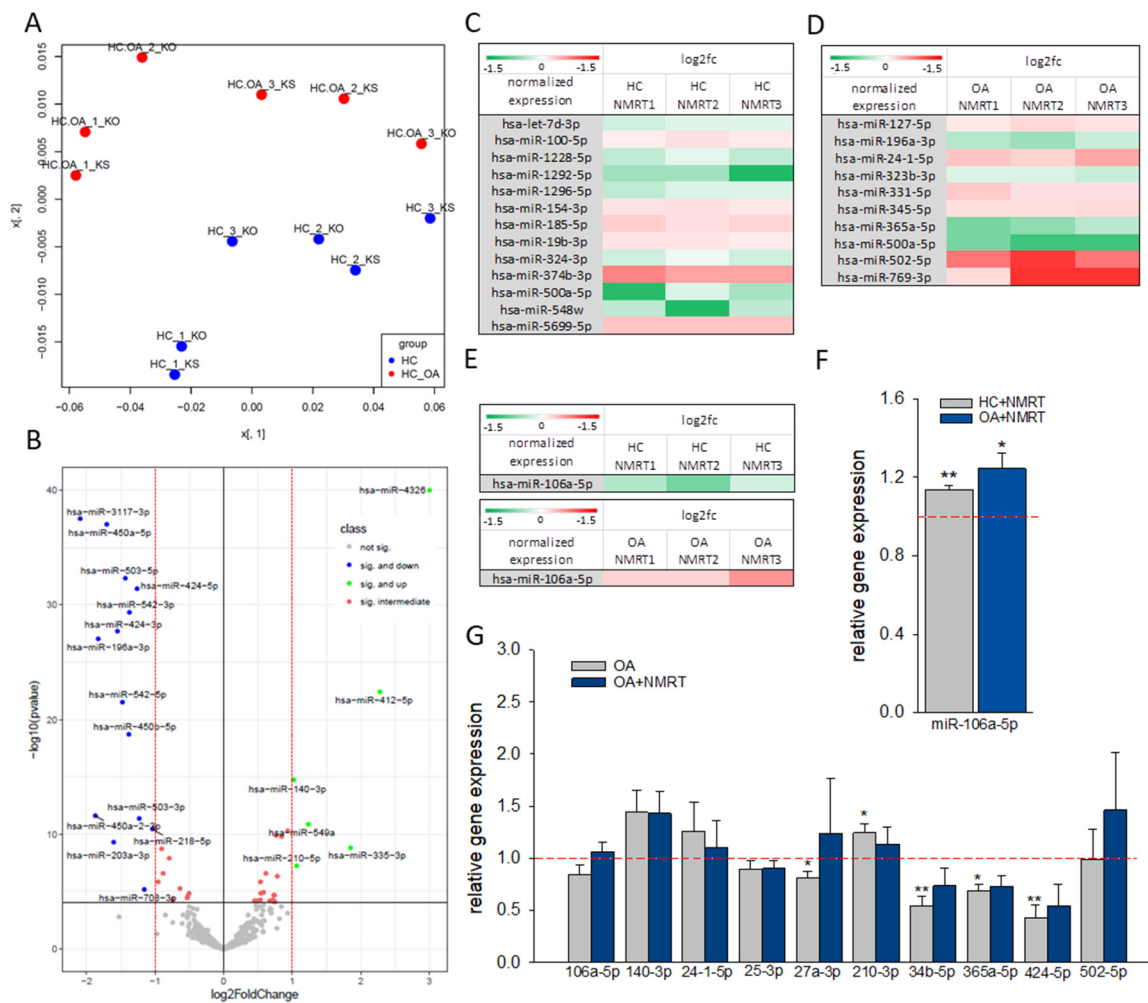 A
HC.OA_2_KO
HC.OA_3_KS
HC.OA_2_KS
HC.OA_1_KO
HC.OA_3_KO
HC.OA_1_KS
HC_3_KS
HC_3_KO
HC_2_KO
HC_2_KS
HC_1_KO
HC_1_KS
group
HC
HC_OA
0.015
0.010
0.005
0.000
−0.005
−0.010
−0.015
x[, 2]
−0.06 −0.04 −0.02 0.00 0.02 0.04 0.06
x[, 1]
B
hsa−miR−4326
hsa−miR−3117−3p
hsa−miR−450a−5p
class
not sig.
sig. and down
sig. and up
sig. intermediate
hsa−miR−503−5p
hsa−miR−424−5p
hsa−miR−542−3p
hsa−miR−424−3p
hsa−miR−196a−3p
hsa−miR−542−5p
hsa−miR−412−5p
hsa−miR−450b−5p
hsa−miR−140−3p
hsa−miR−503−3p
hsa−miR−450a−2−3p
hsa−miR−549a
hsa−miR−218−5p
hsa−miR−335−3p
hsa−miR−203a−3p
hsa−miR−210−5p
hsa−miR−708−3p
40
30
20
10
0
−log10(pvalue)
−2 −1 0 1 2 3
log2FoldChange
C
-1.5 -1.5 log2fc
normalized expression
HC NMRT1
HC NMRT2
HC NMRT3
hsa-let-7d-3p
hsa-miR-100-5p
hsa-miR-1228-5p
hsa-miR-1292-5p
hsa-miR-1296-5p
hsa-miR-154-3p
hsa-miR-185-5p
hsa-miR-19b-3p
hsa-miR-324-3p
hsa-miR-374b-3p
hsa-miR-500a-5p
hsa-miR-548w
hsa-miR-5699-5p
D
-1.5 -1.5 log2fc
normalized expression
OA NMRT1
OA NMRT2
OA NMRT3
hsa-miR-127-5p
hsa-miR-196a-3p
hsa-miR-24-1-5p
hsa-miR-323b-3p
hsa-miR-331-5p
hsa-miR-345-5p
hsa-miR-365a-5p
hsa-miR-500a-5p
hsa-miR-502-5p
hsa-miR-769-3p
E
-1.5 -1.5 log2fc
normalized expression
HC NMRT1
HC NMRT2
HC NMRT3
hsa-miR-106a-5p
-1.5 -1.5 log2fc
normalized expression
OA NMRT1
OA NMRT2
OA NMRT3
hsa-miR-106a-5p
F
HC+NMRT
OA+NMRT
1.6
1.2
0.8
0.4
0.0
relative gene expression
** *
miR-106a-5p
G
OA
OA+NMRT
3.0
2.5
2.0
1.5
1.0
0.5
0.0
relative gene expression
* * ** * **
106a-5p 140-3p 24-1-5p 25-3p 27a-3p 210-3p 34b-5p 365a-5p 424-5p 502-5p